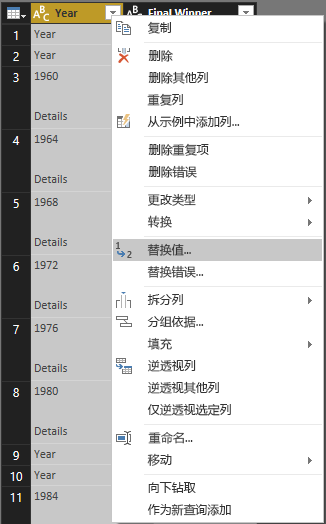 Year
Final Winner
1 Year
2 Year
3 1960
Details
4 1964
Details
5 1968
Details
6 1972
Details
7 1976
Details
8 1980
Details
9 Year
10 Year
11 1984
复制
删除
删除其他列
重复列
从示例中添加列...
删除重复项
删除错误
更改类型
转换
替换值...
替换错误...
拆分列
分组依据...
填充
逆透视列
逆透视其他列
仅逆透视选定列
重命名...
移动
向下钻取
作为新查询添加